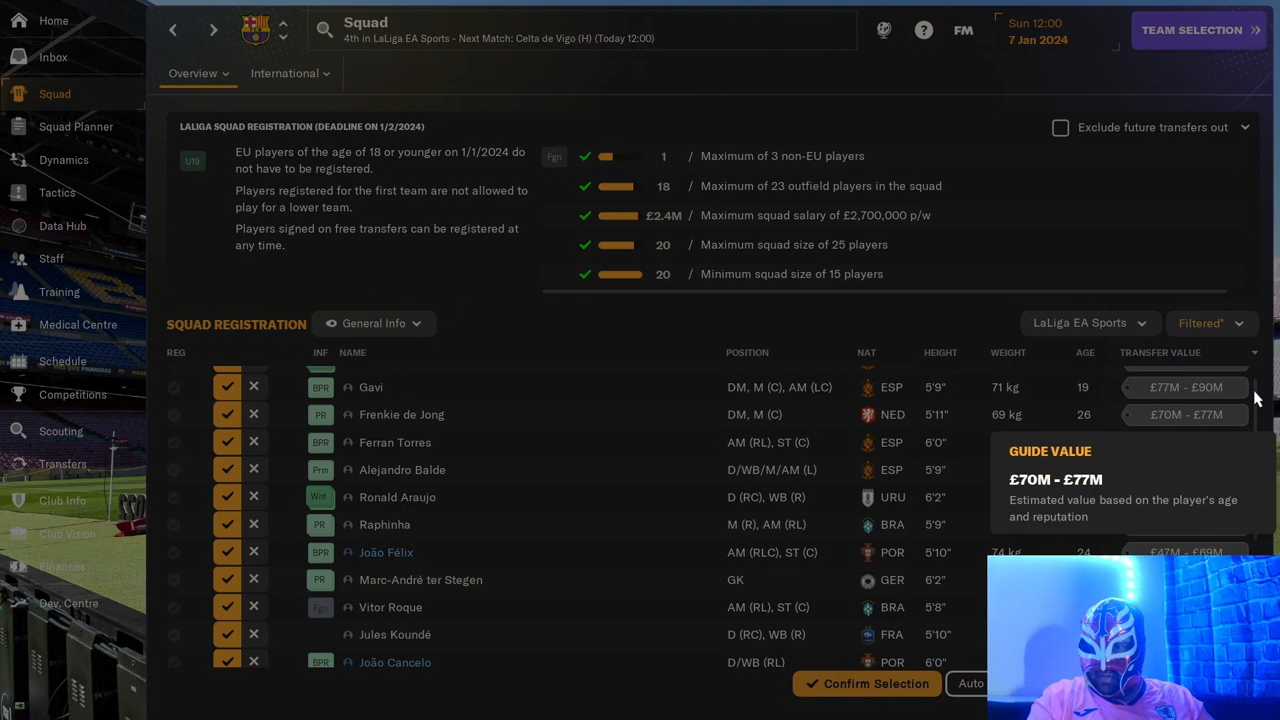 Home
Inbox
Squad
Squad Planner
Dynamics
Tactics
Data Hub
Staff
Training
Medical Centre
Schedule
Competitions
Scouting
Transfers
Club Info
Club Vision
Finances
Dev. Centre
Squad
4th in LaLiga EA Sports - Next Match: Celta de Vigo (H) (Today 12:00)
FM
Sun 12:00
7 Jan 2024
TEAM SELECTION
Overview
International
LALIGA SQUAD REGISTRATION (DEADLINE ON 1/2/2024)
Exclude future transfers out
U19
EU players of the age of 18 or younger on 1/1/2024 do
not have to be registered.
Players registered for the first team are not allowed to
play for a lower team.
Players signed on free transfers can be registered at
any time.
Fgn 1 / Maximum of 3 non-EU players
18 / Maximum of 23 outfield players in the squad
£2.4M / Maximum squad salary of £2,700,000 p/w
20 / Maximum squad size of 25 players
20 / Minimum squad size of 15 players
SQUAD REGISTRATION
General Info
LaLiga EA Sports
Filtered*
REG INF NAME POSITION NAT HEIGHT WEIGHT AGE TRANSFER VALUE
BPR Gavi DM, M (C), AM (LC) ESP 5'9" 71 kg 19 £77M - £90M
PR Frenkie de Jong DM, M (C) NED 5'11" 69 kg 26 £70M - £77M
BPR Ferran Torres AM (RL), ST (C) ESP 6'0"
Prm Alejandro Balde D/WB/M/AM (L) ESP 5'9"
Wnt Ronald Araujo D (RC), WB (R) URU 6'2"
PR Raphinha M (R), AM (RL) BRA 5'9"
BPR João Félix AM (RLC), ST (C) POR 5'10" 74 kg 24 £47M - £69M
PR Marc-André ter Stegen GK GER 6'2"
Fgn Vitor Roque AM (RL), ST (C) BRA 5'8"
Jules Koundé D (RC), WB (R) FRA 5'10"
BPR João Cancelo D/WB (RL) POR 6'0"
GUIDE VALUE
£70M - £77M
Estimated value based on the player's age
and reputation
Confirm Selection
Auto